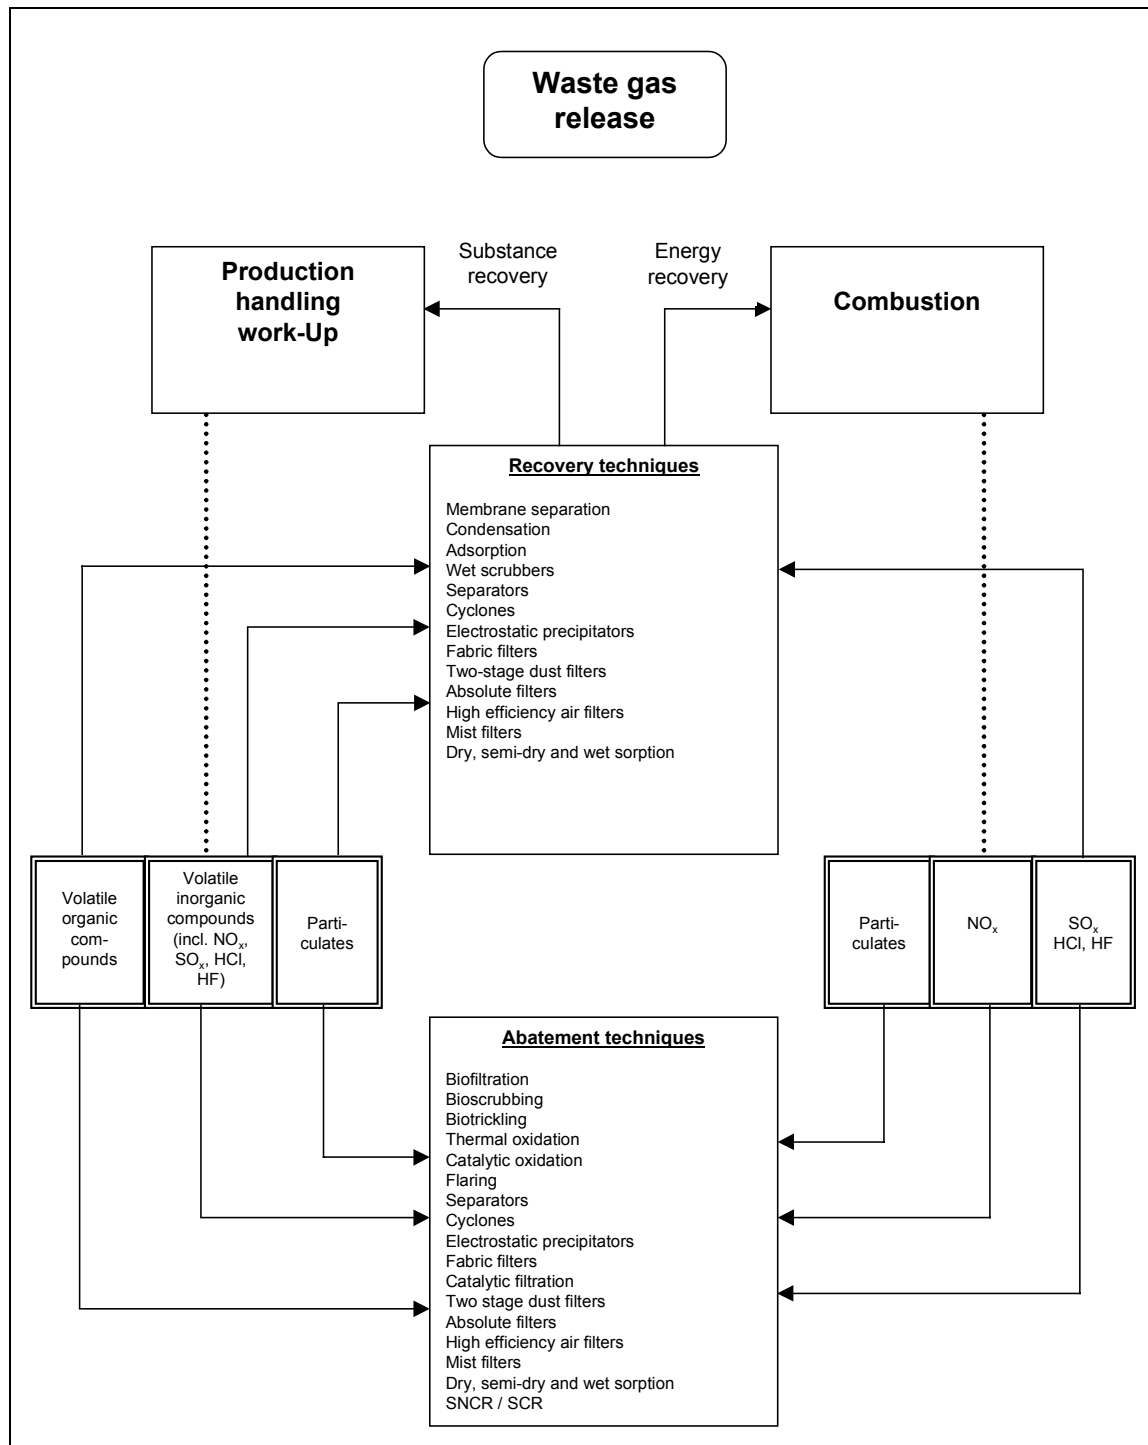 Waste gas
release
Substance
recovery
Energy
recovery
Production
handling
work-Up
Combustion
Recovery techniques
Membrane separation
Condensation
Adsorption
Wet scrubbers
Separators
Cyclones
Electrostatic precipitators
Fabric filters
Two-stage dust filters
Absolute filters
High efficiency air filters
Mist filters
Dry, semi-dry and wet sorption
Volatile
organic
com-
pounds
Volatile
inorganic
compounds
(incl. NOx,
SOx, HCl,
HF)
Parti-
culates
Parti-
culates
NOx
SOx
HCl, HF
Abatement techniques
Biofiltration
Bioscrubbing
Biotrickling
Thermal oxidation
Catalytic oxidation
Flaring
Separators
Cyclones
Electrostatic precipitators
Fabric filters
Catalytic filtration
Two stage dust filters
Absolute filters
High efficiency air filters
Mist filters
Dry, semi-dry and wet sorption
SNCR / SCR